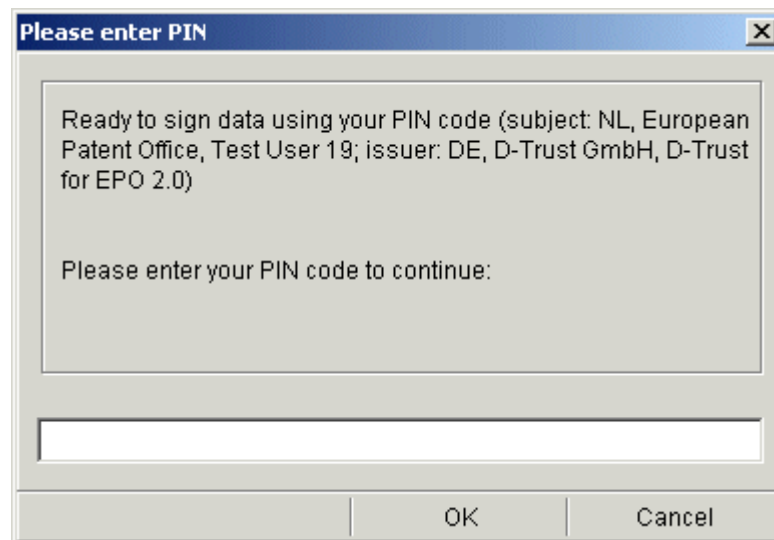 Please enter PIN
Ready to sign data using your PIN code (subject: NL, European
Patent Office, Test User 19; issuer: DE, D-Trust GmbH, D-Trust
for EPO 2.0)
Please enter your PIN code to continue:
OK
Cancel